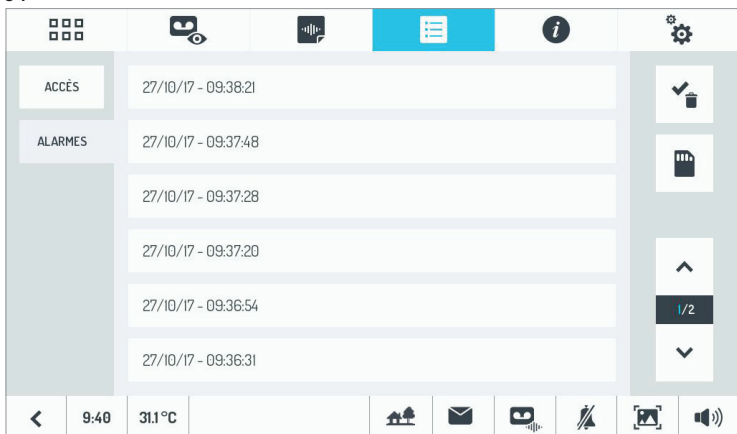 ACCÈS
ALARMES
27/10/17 - 09:38:21
27/10/17 - 09:37:48
27/10/17 - 09:37:28
27/10/17 - 09:37:20
27/10/17 - 09:36:54
27/10/17 - 09:36:31
1/2
9:40
31.1 °C